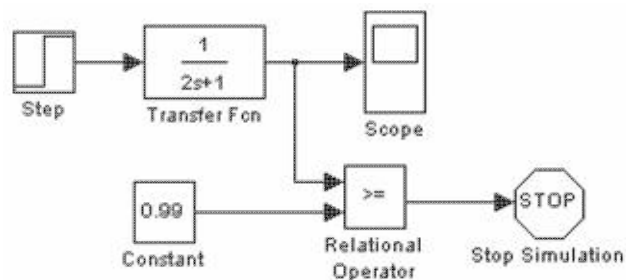 1
2s+1
Step
Transfer Fcn
Scope
0.99
>=
STOP
Constant
Relational
Operator
Stop Simulation